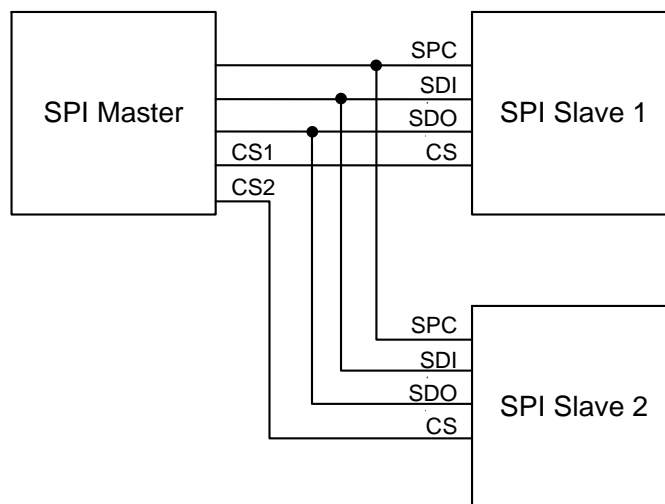 SPI Master
SPC
SDI
SDO
CS1
CS
CS2
SPI Slave 1
SPC
SDI
SDO
CS
SPI Slave 2